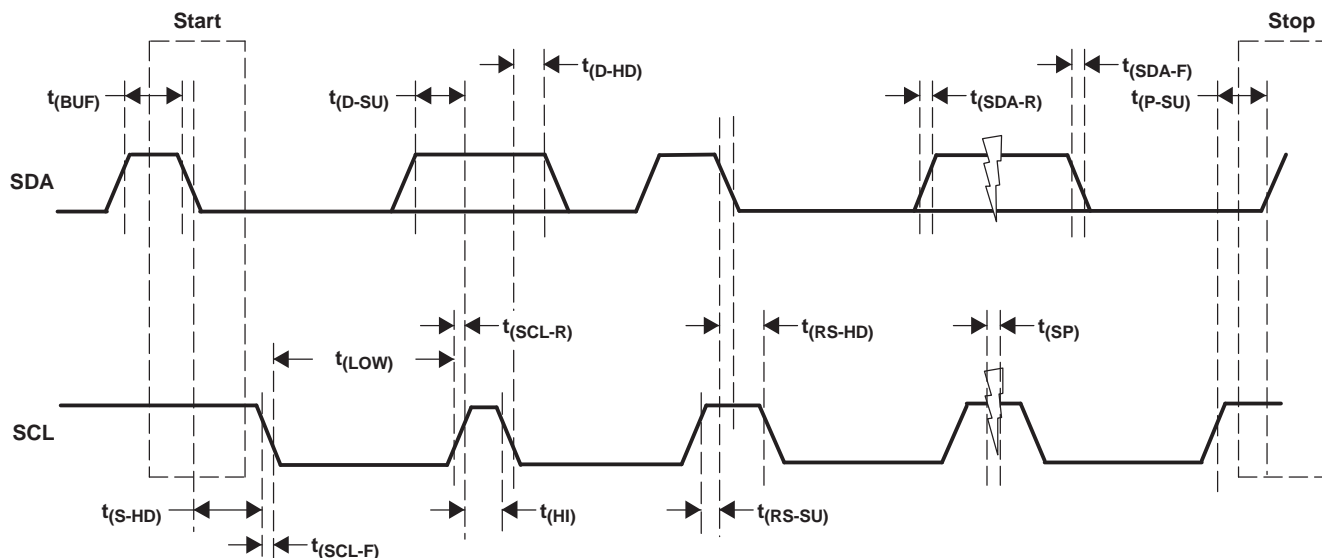 Start
Stop
t(D-HD)
t(SDA-F)
t(BUF)
t(D-SU)
t(SDA-R)
t(P-SU)
SDA
t(SCL-R)
t(RS-HD)
t(SP)
t(LOW)
SCL
t(S-HD)
t(HI)
t(RS-SU)
t(SCL-F)